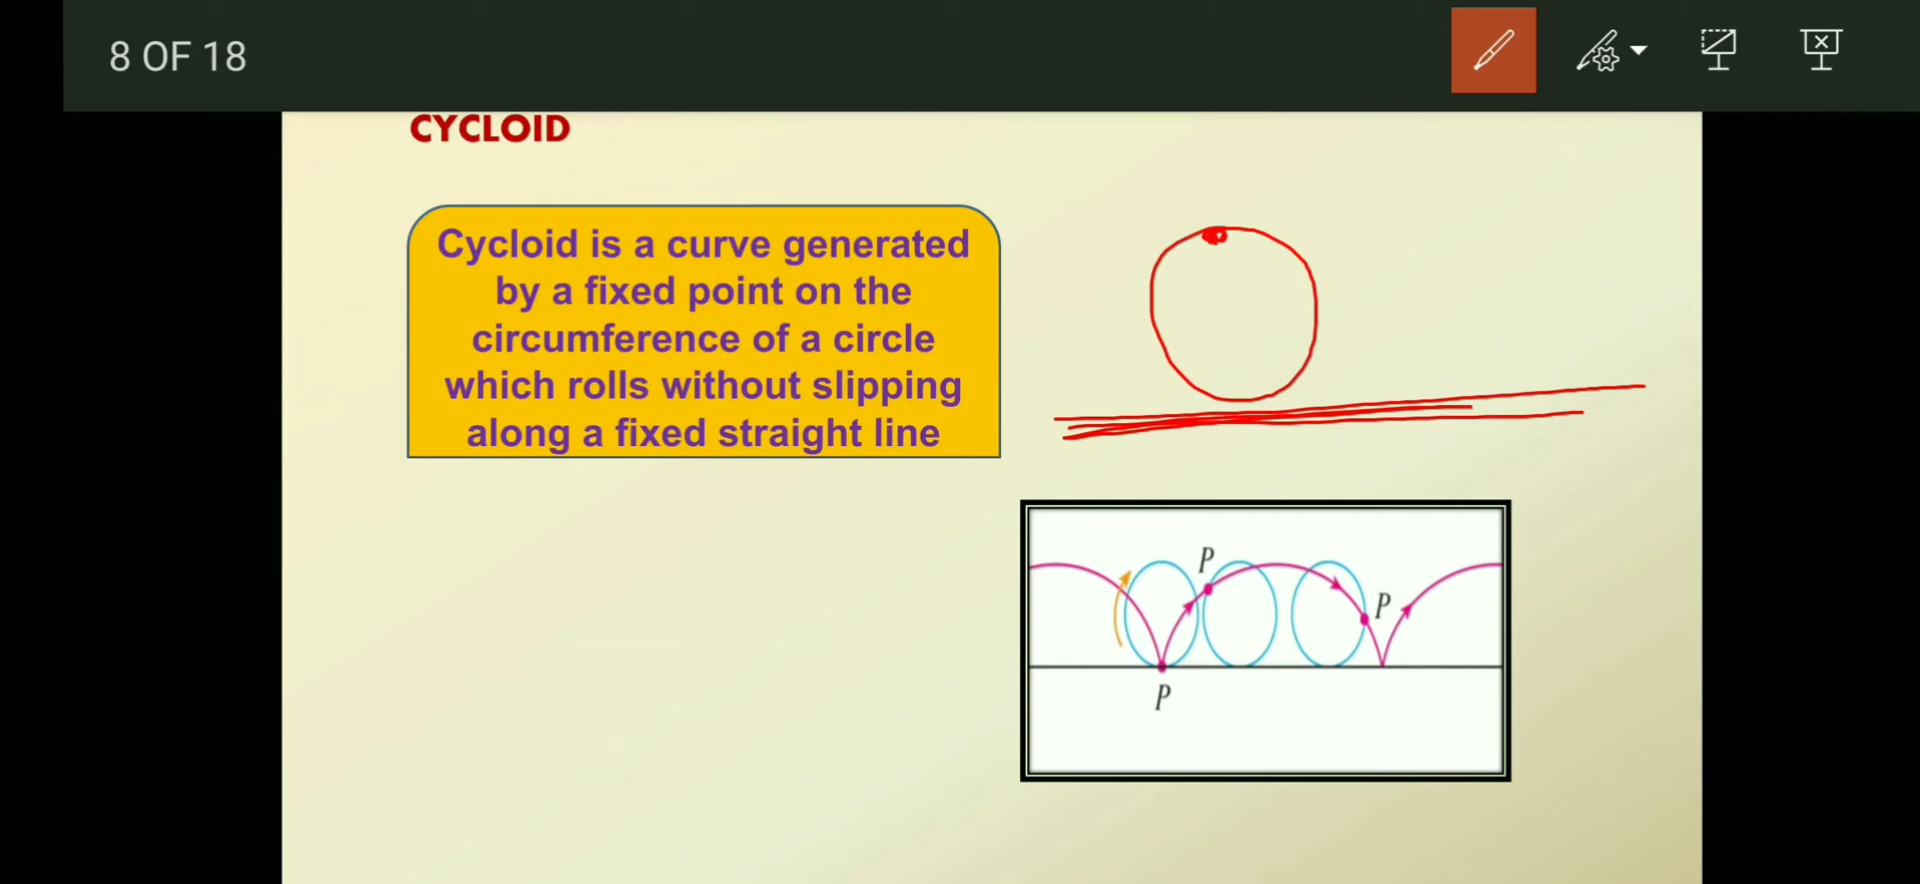 8 OF 18
CYCLOID
Cycloid is a curve generated
by a fixed point on the
circumference of a circle
which rolls without slipping
along a fixed straight line
P
P
P